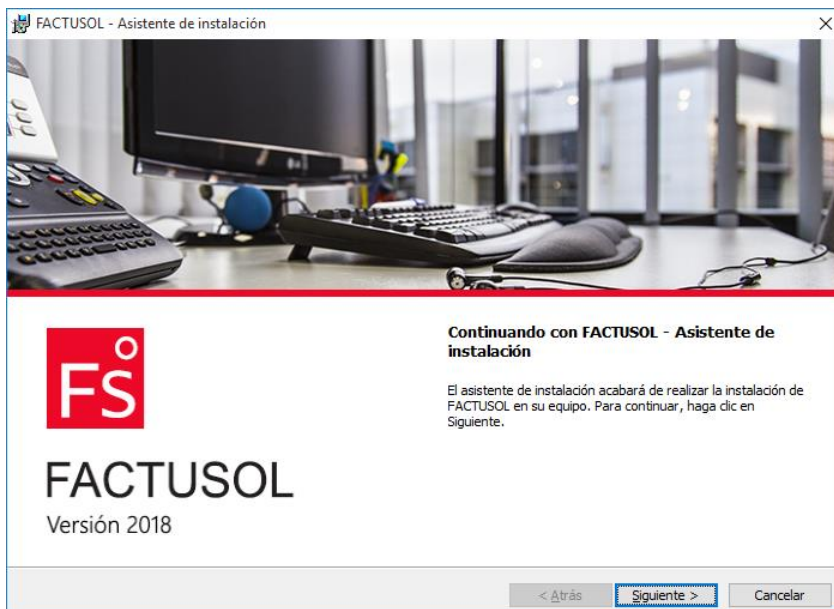 FACTUSOL - Asistente de instalación
Continuando con FACTUSOL - Asistente de
instalación
El asistente de instalación acabará de realizar la instalación de
FACTUSOL en su equipo. Para continuar, haga clic en
Siguiente.
FS
FACTUSOL
Versión 2018
< Atrás
Siguiente >
Cancelar